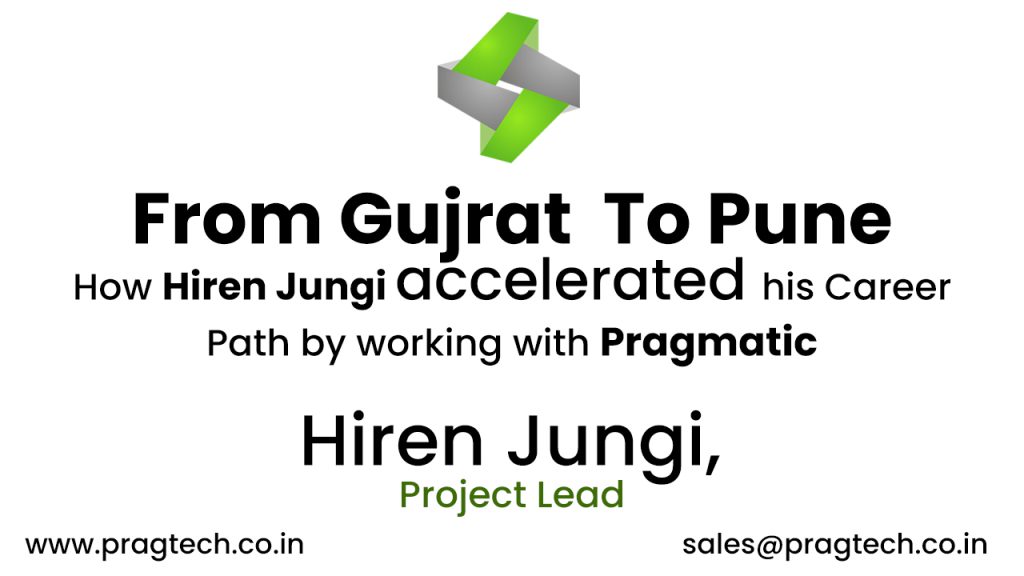 From Gujrat To Pune
How Hiren Jungi accelerated his Career
Path by working with Pragmatic
Hiren Jungi,
Project Lead
www.pragtech.co.in
sales@pragtech.co.in